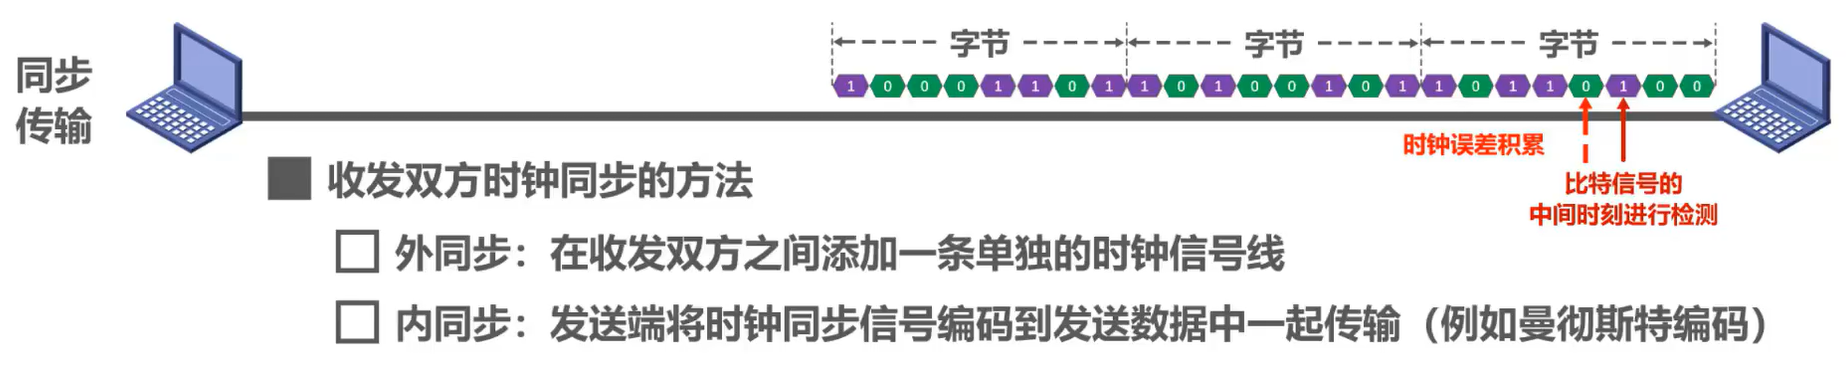 同步
传输
字节 字节 字节
1 0 0 0 1 1 0 1 1 0 1 0 0 1 0 1 1 0 1 1 0 1 0 0
时钟误差积累
比特信号的
中间时刻进行检测
收发双方时钟同步的方法
外同步：在收发双方之间添加一条单独的时钟信号线
内同步：发送端将时钟同步信号编码到发送数据中一起传输（例如曼彻斯特编码）